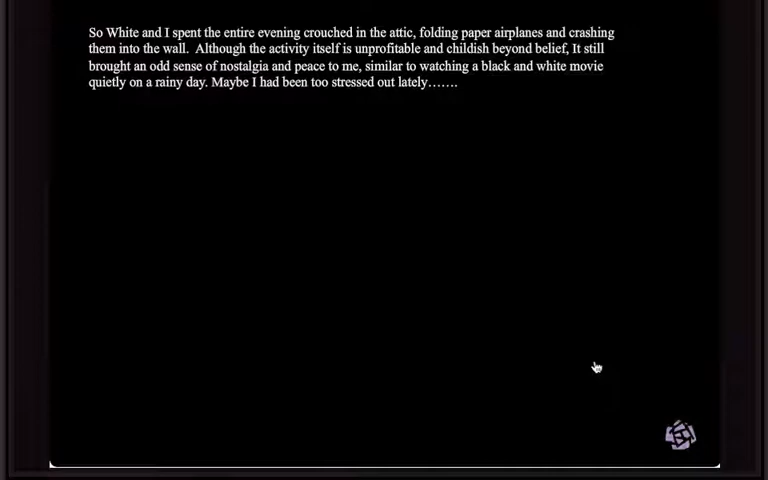 So White and I spent the entire evening crouched in the attic, folding paper airplanes and crashing
them into the wall.  Although the activity itself is unprofitable and childish beyond belief, It still
brought an odd sense of nostalgia and peace to me, similar to watching a black and white movie
quietly on a rainy day. Maybe I had been too stressed out lately…….